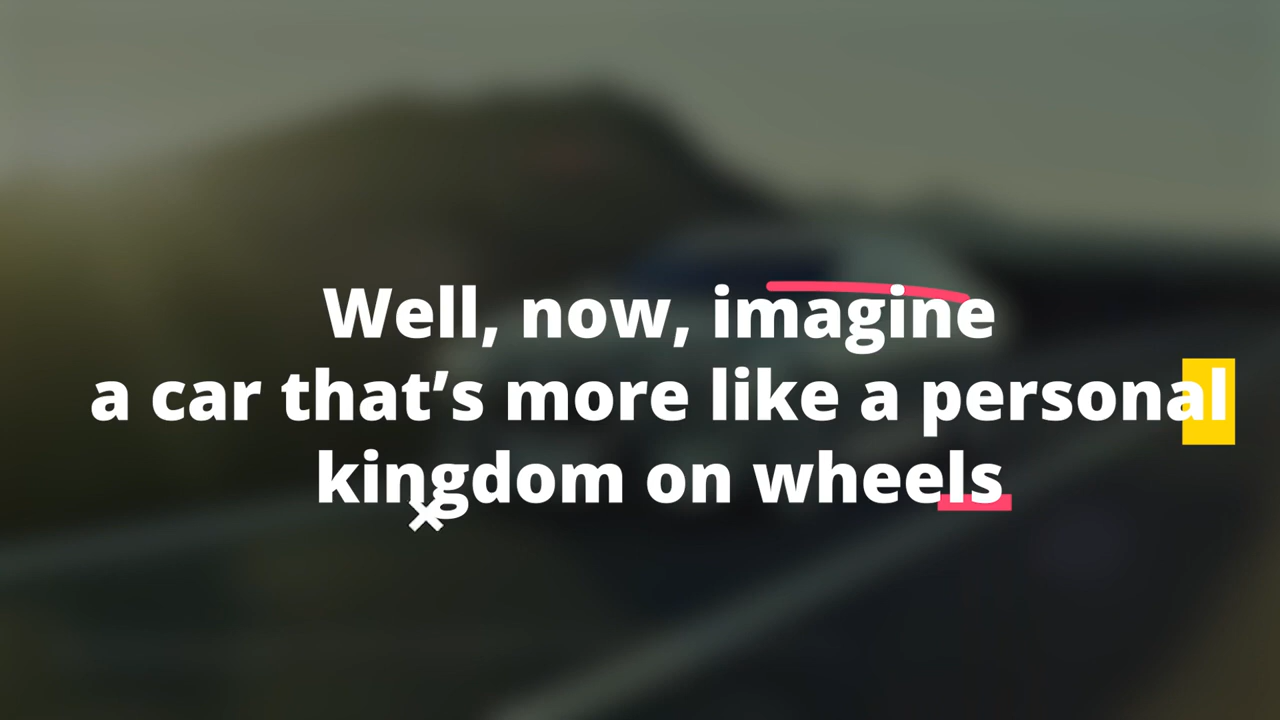 Well, now, imagine
a car that’s more like a personal
kingdom on wheels